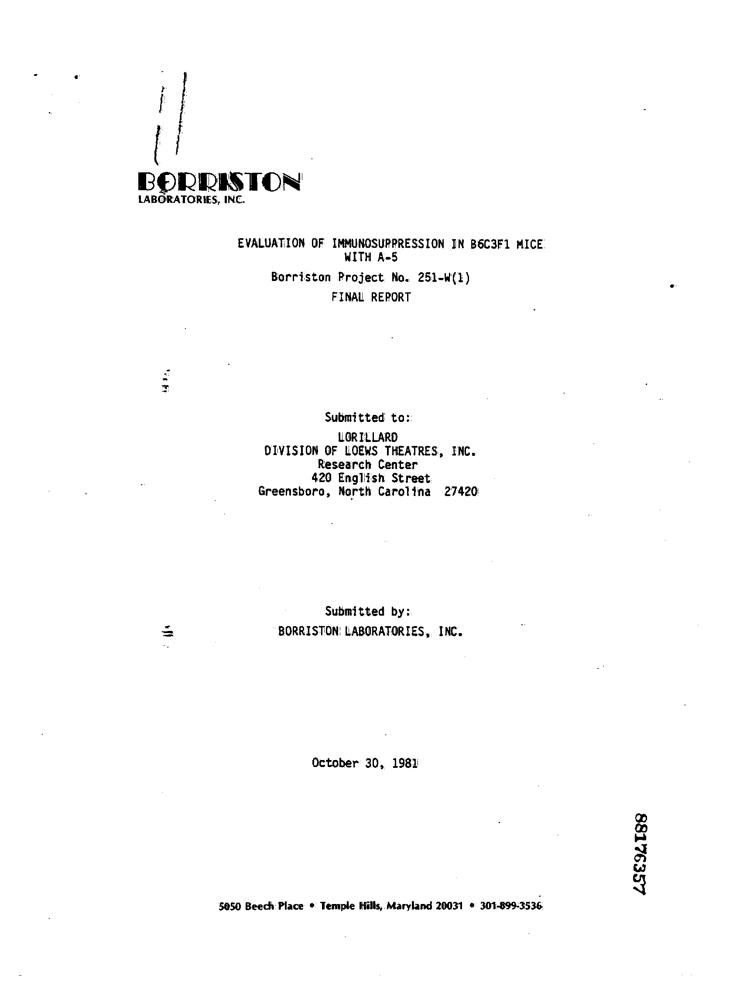 BORRISTON
LABORATORIES, INC.
EVALUATION OF IMMUNOSUPPRESSION IN B6C3F1 MICE
WITH A-5
Borriston Project No. 251-W(1)
FINAL REPORT
Submitted to:
LORILLARD
DIVISION OF LOEWS THEATRES, INC.
Research Center
420 English Street
Greensboro, North Carolina 27420
Submitted by:
BORRISTON LABORATORIES, INC.
October 30, 1981
88176357
5050 Beech Place • Temple Hills, Maryland 20031 • 301-899-3536